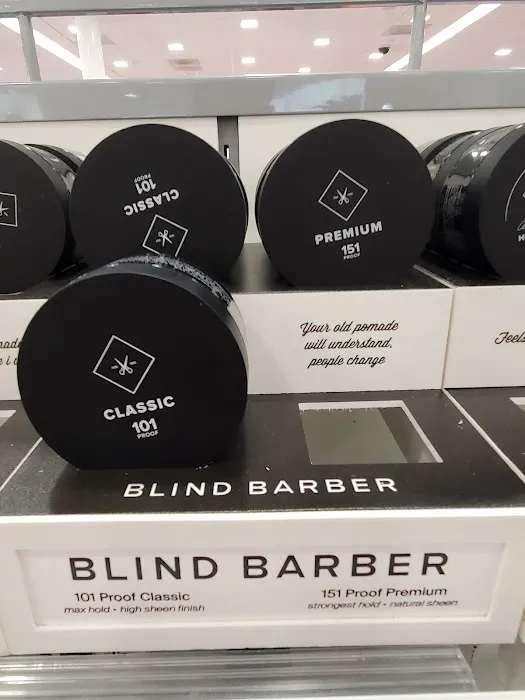 CLASSIC
101
PROOF
PREMIUM
151
PROOF
Your old pomade
will understand,
people change
Feels
CLASSIC
101
PROOF
BLIND BARBER
BLIND BARBER
101 Proof Classic
max hold • high sheen finish
151 Proof Premium
strongest hold • natural sheen